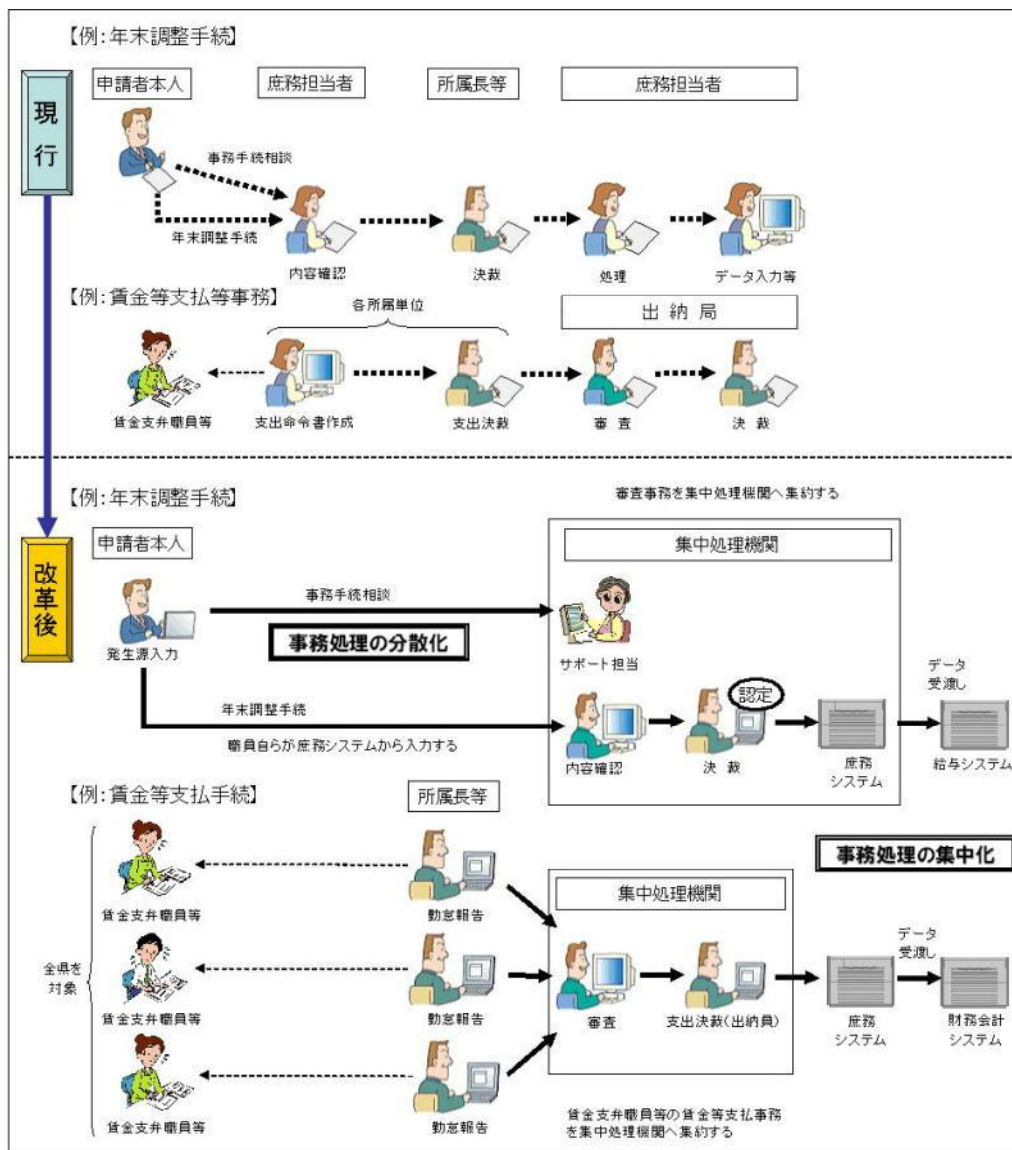 【例：年末調整手続】
現行
申請者本人
庶務担当者
所属長等
庶務担当者
事務手続相談
年末調整手続
内容確認
決裁
処理
データ入力等
【例：賃金等支払等事務】
各所属単位
出納局
賃金支弁職員等
支出命令書作成
支出決裁
審査
決裁
【例：年末調整手続】
審査事務を集中処理機関へ集約する
改革後
申請者本人
集中処理機関
事務手続相談
発生源入力
事務処理の分散化
サポート担当
データ
受渡し
認定
年末調整手続
職員自らが庶務システムから入力する
内容確認
決裁
庶務
システム
給与システム
【例：賃金等支払手続】
所属長等
事務処理の集中化
賃金支弁職員等
勤怠報告
集中処理機関
データ
受渡し
全県を
対象
賃金支弁職員等
勤怠報告
審査
支出決裁（出納員）
庶務
システム
財務会計
システム
賃金支弁職員等
勤怠報告
賃金支弁職員等の賃金等支払事務
を集中処理機関へ集約する